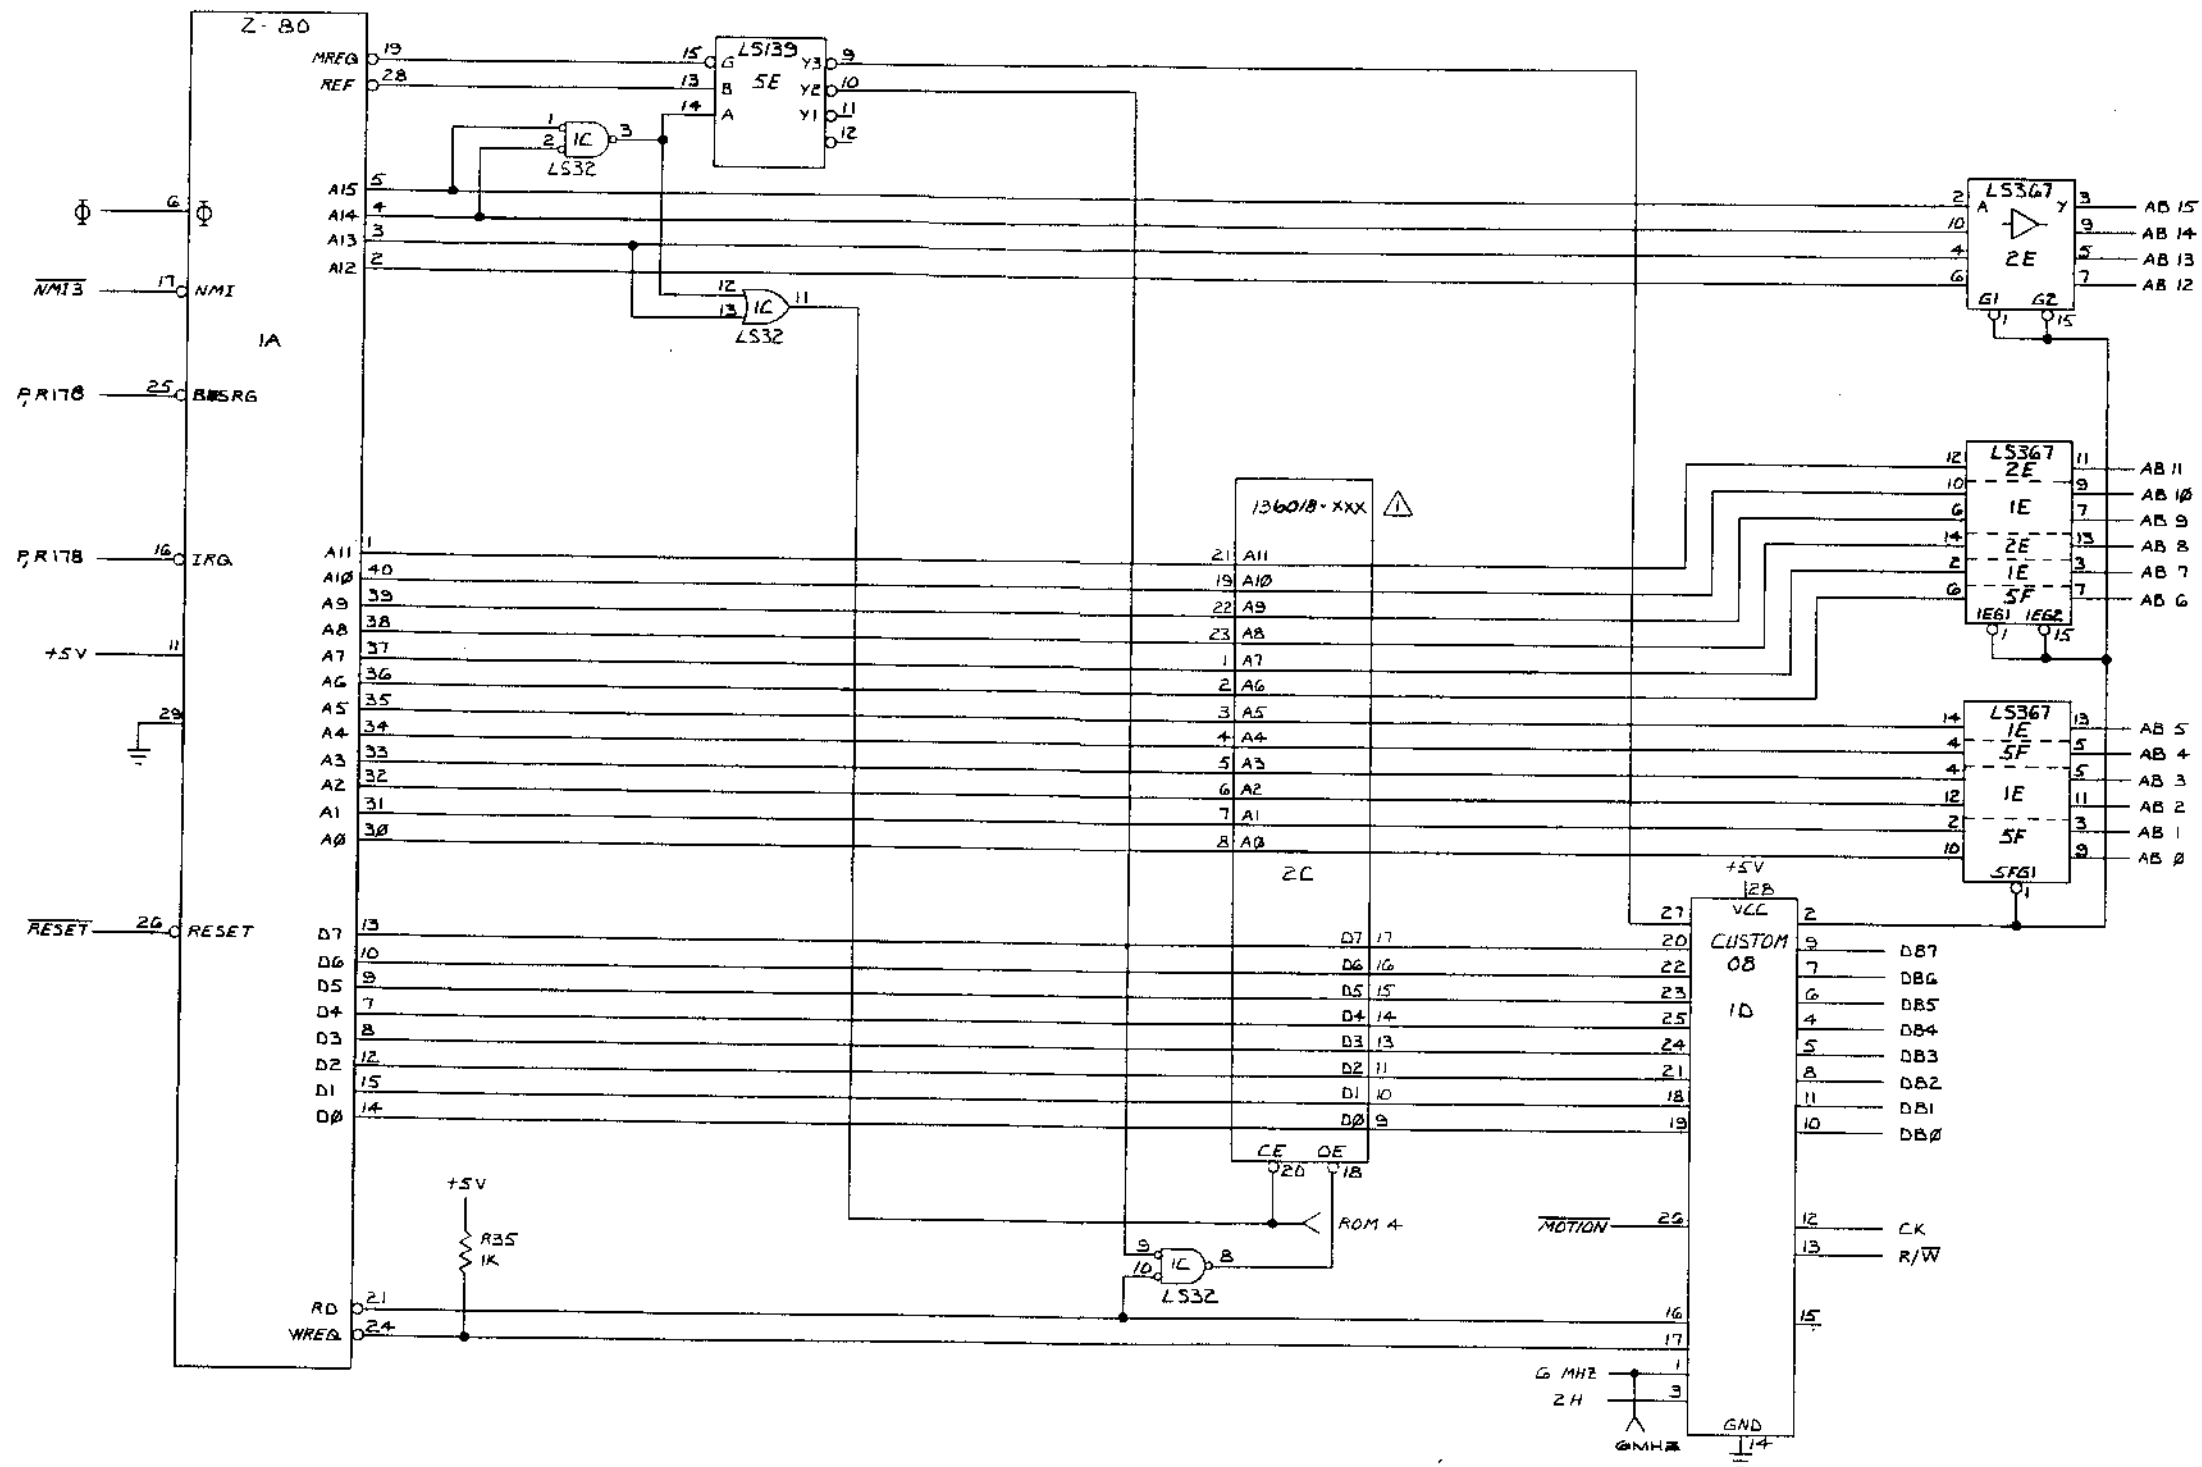 Z-80
MREQ 19
REF 28
15 G LS139 Y3 9
13 B 5E Y2 10
14 A Y1 11
12
1 2 1C 3
LS32
A15 5
A14 4
A13 3
A12 2
12 13 1C 11
LS32
Φ 6 Φ
NMI3 17 NMI
1A
P,R178 25 BUSRG
P,R178 16 IRQ
+5V 11
29
RESET 26 RESET
LS367
2 A Y 3 AB 15
10 9 AB 14
4 2E 5 AB 13
6 7 AB 12
G1 G2
1 15
136018-XXX 1
A11 1 21 A11
A10 40 19 A10
A9 39 22 A9
A8 38 23 A8
A7 37 1 A7
A6 36 2 A6
A5 35 3 A5
A4 34 4 A4
A3 33 5 A3
A2 32 6 A2
A1 31 7 A1
A0 30 8 A0
2C
LS367
12 2E 11 AB 11
10 9 AB 10
6 1E 7 AB 9
14 2E 13 AB 8
2 1E 3 AB 7
6 5F 7 AB 6
1EG1 1EG2
1 15
LS367
14 1E 13 AB 5
4 5F 5 AB 4
4 5 AB 3
12 1E 11 AB 2
2 3 AB 1
10 5F 9 AB 0
5FG1
1
D7 13 D7 17
D6 10 D6 16
D5 9 D5 15
D4 7 D4 14
D3 8 D3 13
D2 12 D2 11
D1 15 D1 10
D0 14 D0 9
CE OE
20 18
ROM 4
9 10 1C 8
LS32
+5V
R35
1K
RD 21
WREQ 24
+5V
28
VCC
27 2
CUSTOM
08
1D
20 9 DB7
22 7 DB6
23 6 DB5
25 4 DB4
24 5 DB3
21 8 DB2
18 11 DB1
19 10 DB0
MOTION 26 12 CK
13 R/W
16 15
17
6 MHZ 1
2H 3
6MHZ
GND
14